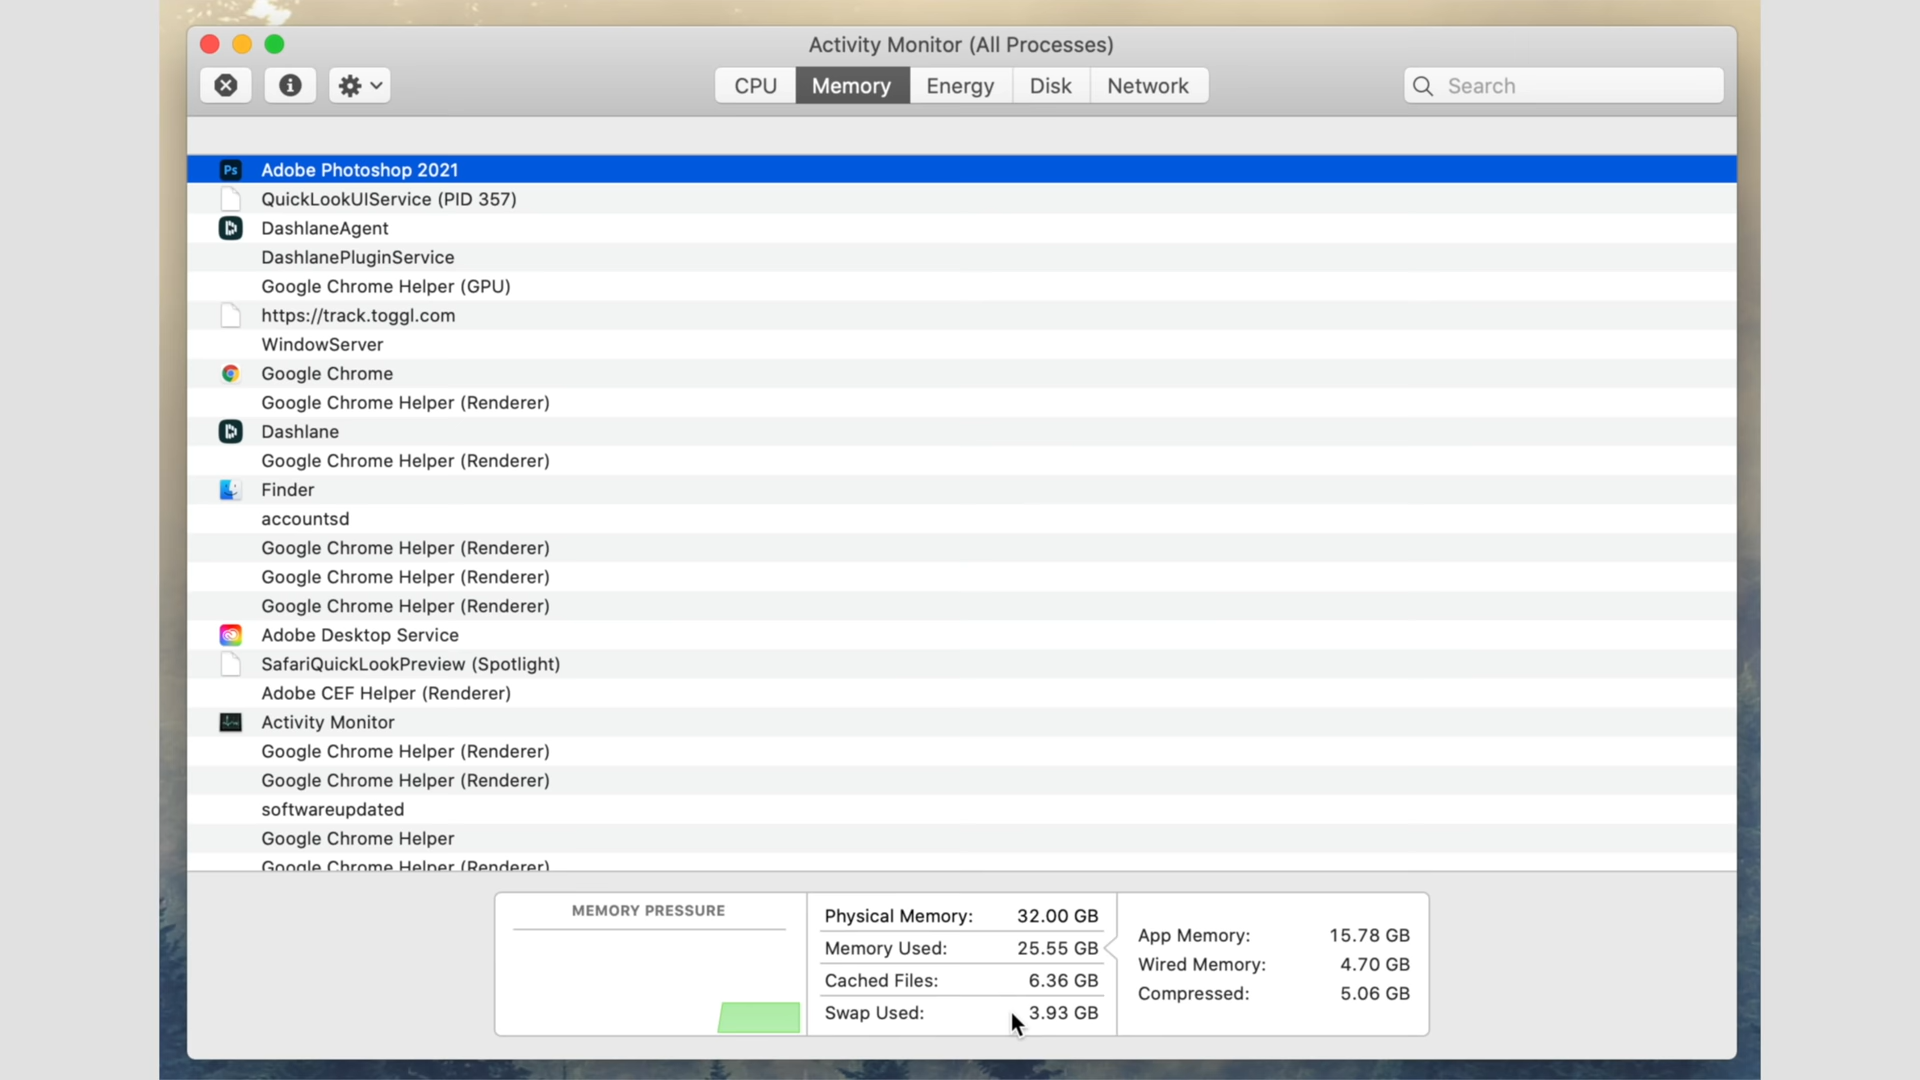 Activity Monitor (All Processes)
CPU
Memory
Energy
Disk
Network
Search
Ps Adobe Photoshop 2021
QuickLookUIService (PID 357)
DashlaneAgent
DashlanePluginService
Google Chrome Helper (GPU)
https://track.toggl.com
WindowServer
Google Chrome
Google Chrome Helper (Renderer)
Dashlane
Google Chrome Helper (Renderer)
Finder
accountsd
Google Chrome Helper (Renderer)
Google Chrome Helper (Renderer)
Google Chrome Helper (Renderer)
Adobe Desktop Service
SafariQuickLookPreview (Spotlight)
Adobe CEF Helper (Renderer)
Activity Monitor
Google Chrome Helper (Renderer)
Google Chrome Helper (Renderer)
softwareupdated
Google Chrome Helper
Google Chrome Helper (Renderer)
MEMORY PRESSURE
Physical Memory: 32.00 GB
Memory Used: 25.55 GB
Cached Files: 6.36 GB
Swap Used: 3.93 GB
App Memory: 15.78 GB
Wired Memory: 4.70 GB
Compressed: 5.06 GB